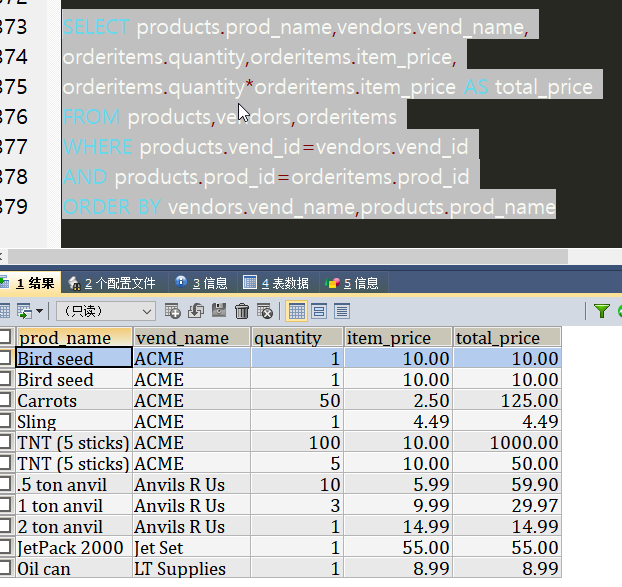 373 SELECT products.prod_name,vendors.vend_name,
374 orderitems.quantity,orderitems.item_price,
375 orderitems.quantity*orderitems.item_price AS total_price
376 FROM products,vendors,orderitems
377 WHERE products.vend_id=vendors.vend_id
378 AND products.prod_id=orderitems.prod_id
379 ORDER BY vendors.vend_name,products.prod_name
1 结果 2 个配置文件 3 信息 4 表数据 5 信息
（只读）
prod_name vend_name quantity item_price total_price
Bird seed ACME 1 10.00 10.00
Bird seed ACME 1 10.00 10.00
Carrots ACME 50 2.50 125.00
Sling ACME 1 4.49 4.49
TNT (5 sticks) ACME 100 10.00 1000.00
TNT (5 sticks) ACME 5 10.00 50.00
.5 ton anvil Anvils R Us 10 5.99 59.90
1 ton anvil Anvils R Us 3 9.99 29.97
2 ton anvil Anvils R Us 1 14.99 14.99
JetPack 2000 Jet Set 1 55.00 55.00
Oil can LT Supplies 1 8.99 8.99